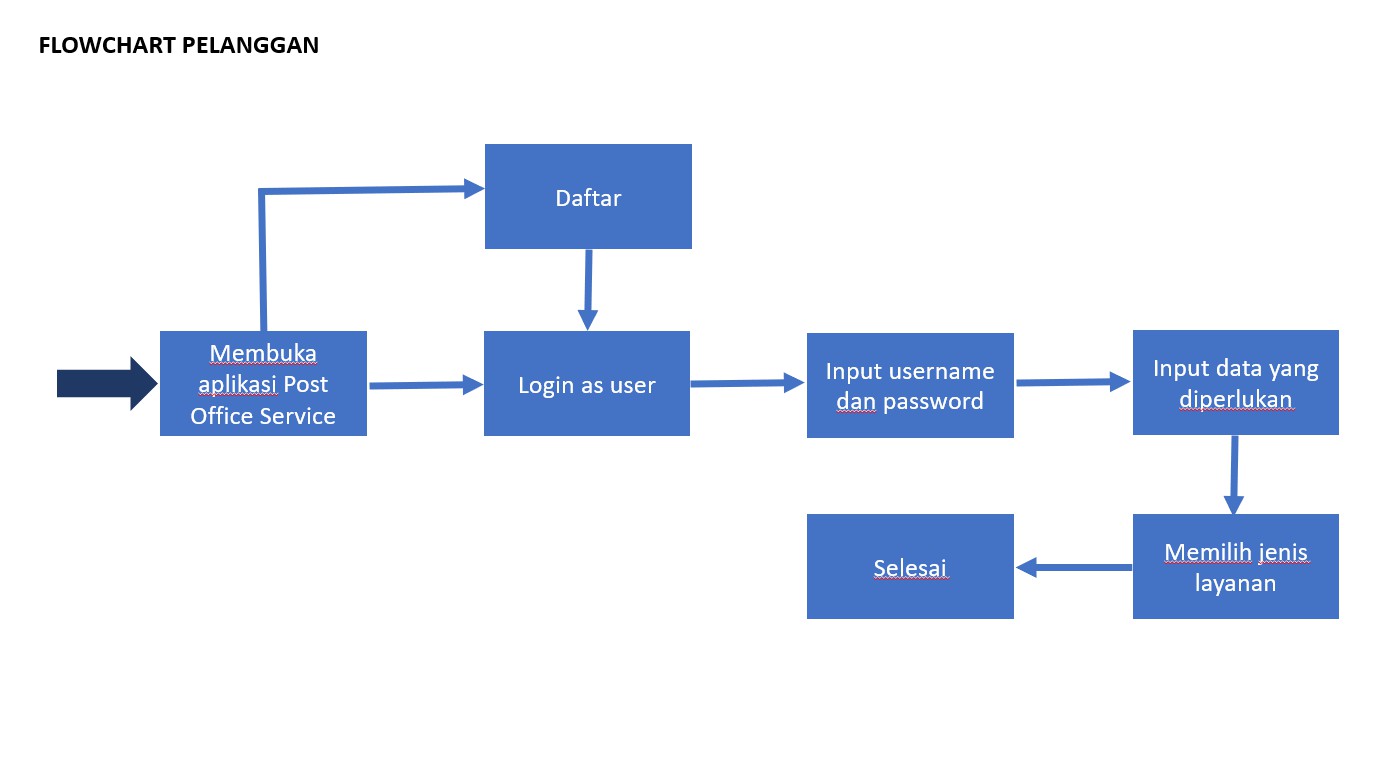 FLOWCHART PELANGGAN
Daftar
Membuka
aplikasi Post
Office Service
Login as user
Input username
dan password
Input data yang
diperlukan
Memilih jenis
layanan
Selesai